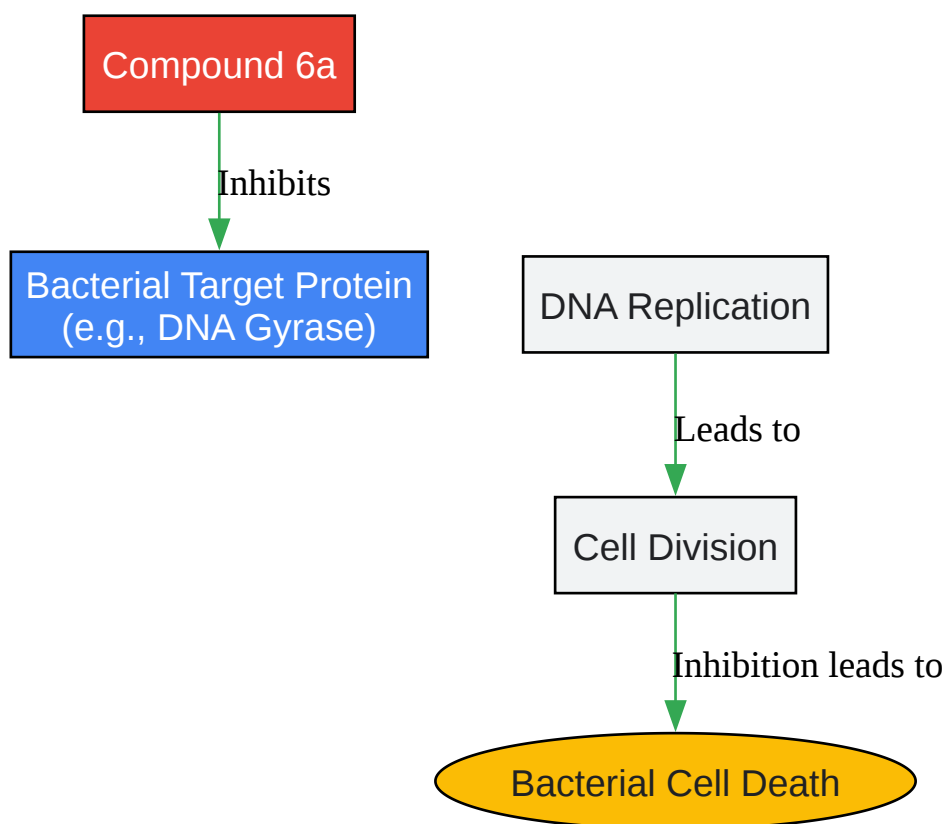 Compound 6a
Inhibits
Bacterial Target Protein
(e.g., DNA Gyrase)
DNA Replication
Leads to
Cell Division
Inhibition leads to
Bacterial Cell Death